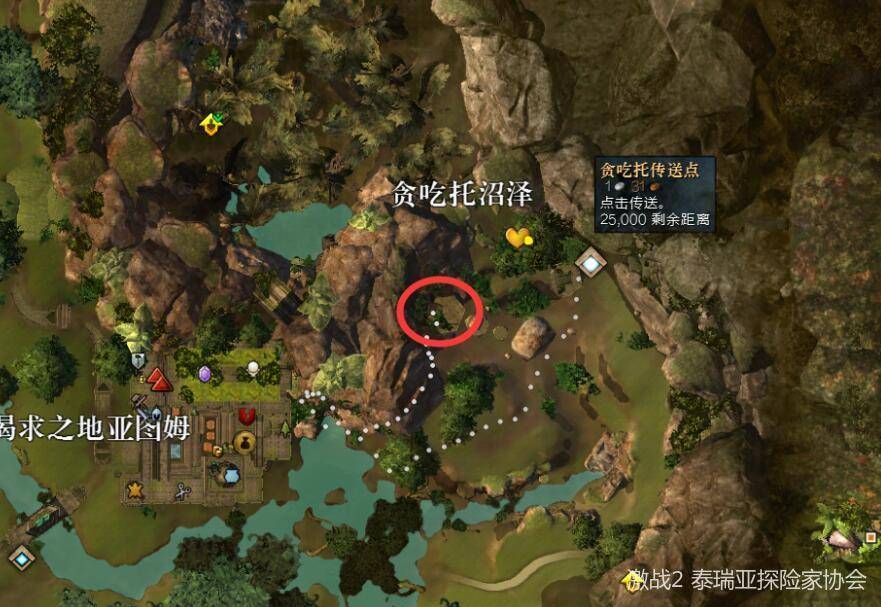 贪吃托传送点
1 31
点击传送。
25,000 剩余距离
贪吃托沼泽
渴求之地亚图姆
激战2 泰瑞亚探险家协会